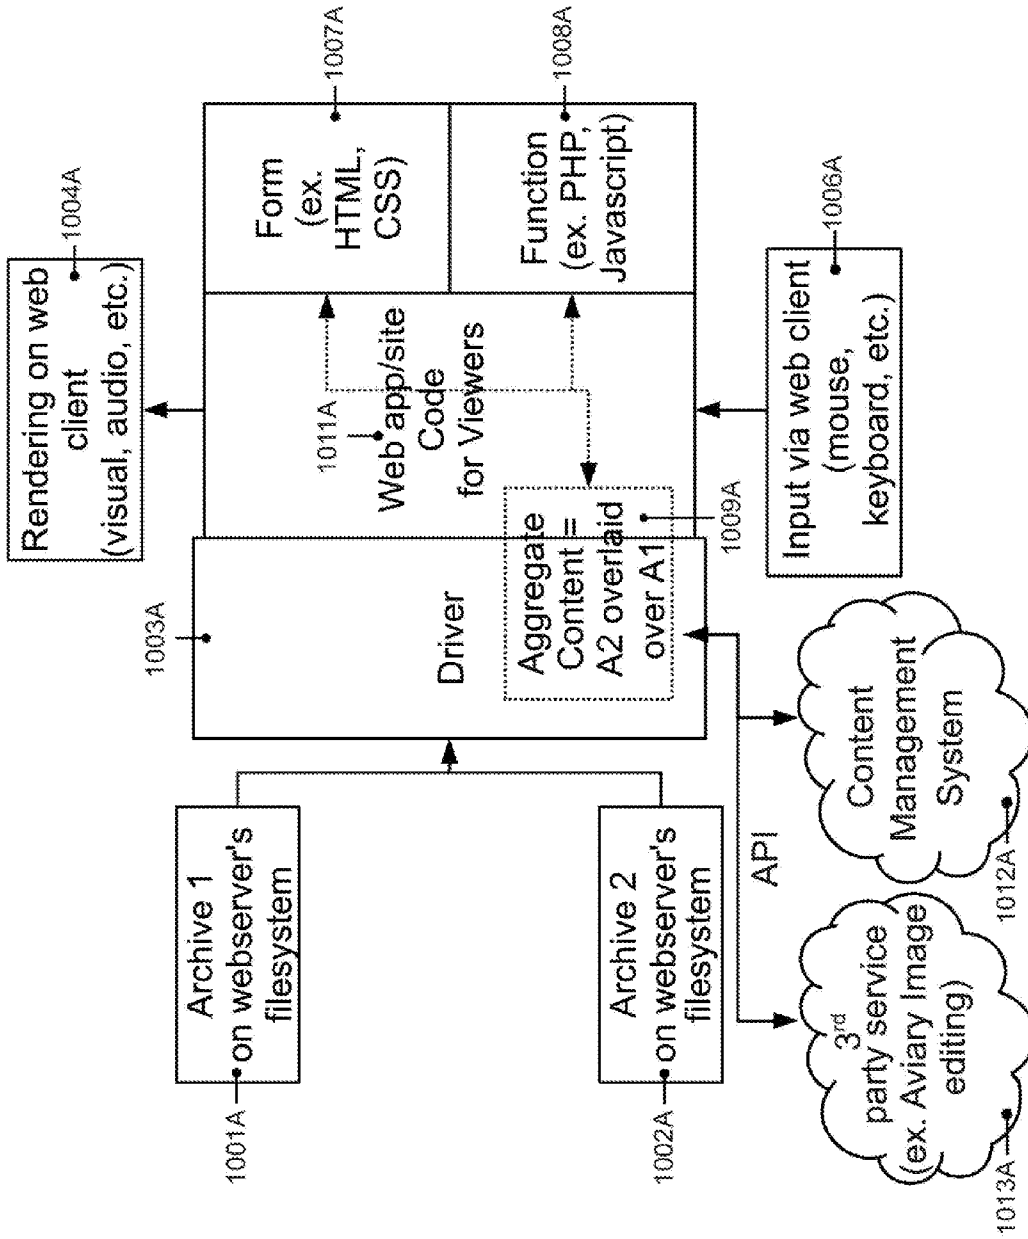 1001A
Archive 1
on webserver's
filesystem
1002A
Archive 2
on webserver's
filesystem
1003A
Driver
Aggregate
Content =
A2 overlaid
over A1
1009A
1011A
Web app/site
Code
for Viewers
1004A
Rendering on web
client
(visual, audio, etc.)
1007A
Form
(ex.
HTML,
CSS)
1008A
Function
(ex. PHP,
Javascript)
1006A
Input via web client
(mouse,
keyboard, etc.)
API
1013A
3rd
party service
(ex. Aviary Image
editing)
1012A
Content
Management
System